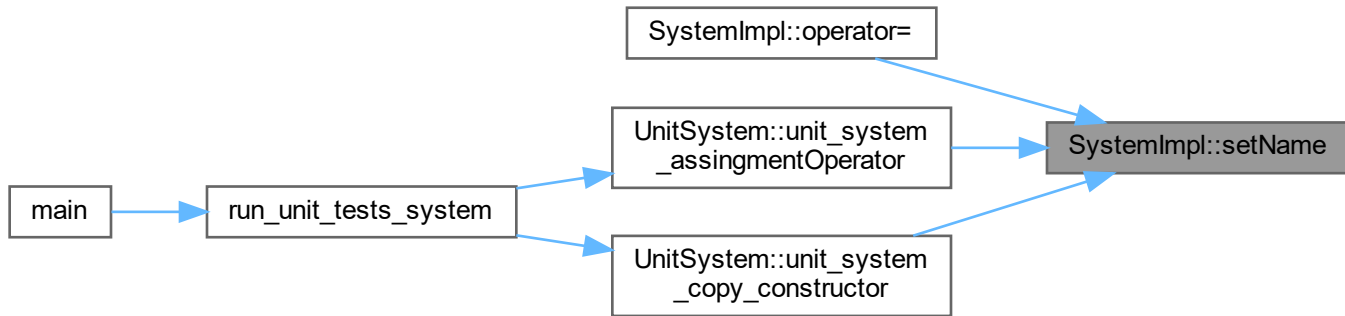 SystemImpl::operator=
UnitSystem::unit_system
_assingmentOperator
SystemImpl::setName
main
run_unit_tests_system
UnitSystem::unit_system
_copy_constructor